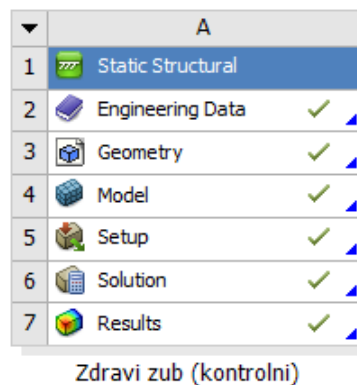 A
1 Static Structural
2 Engineering Data
3 Geometry
4 Model
5 Setup
6 Solution
7 Results
Zdravi zub (kontrolni)